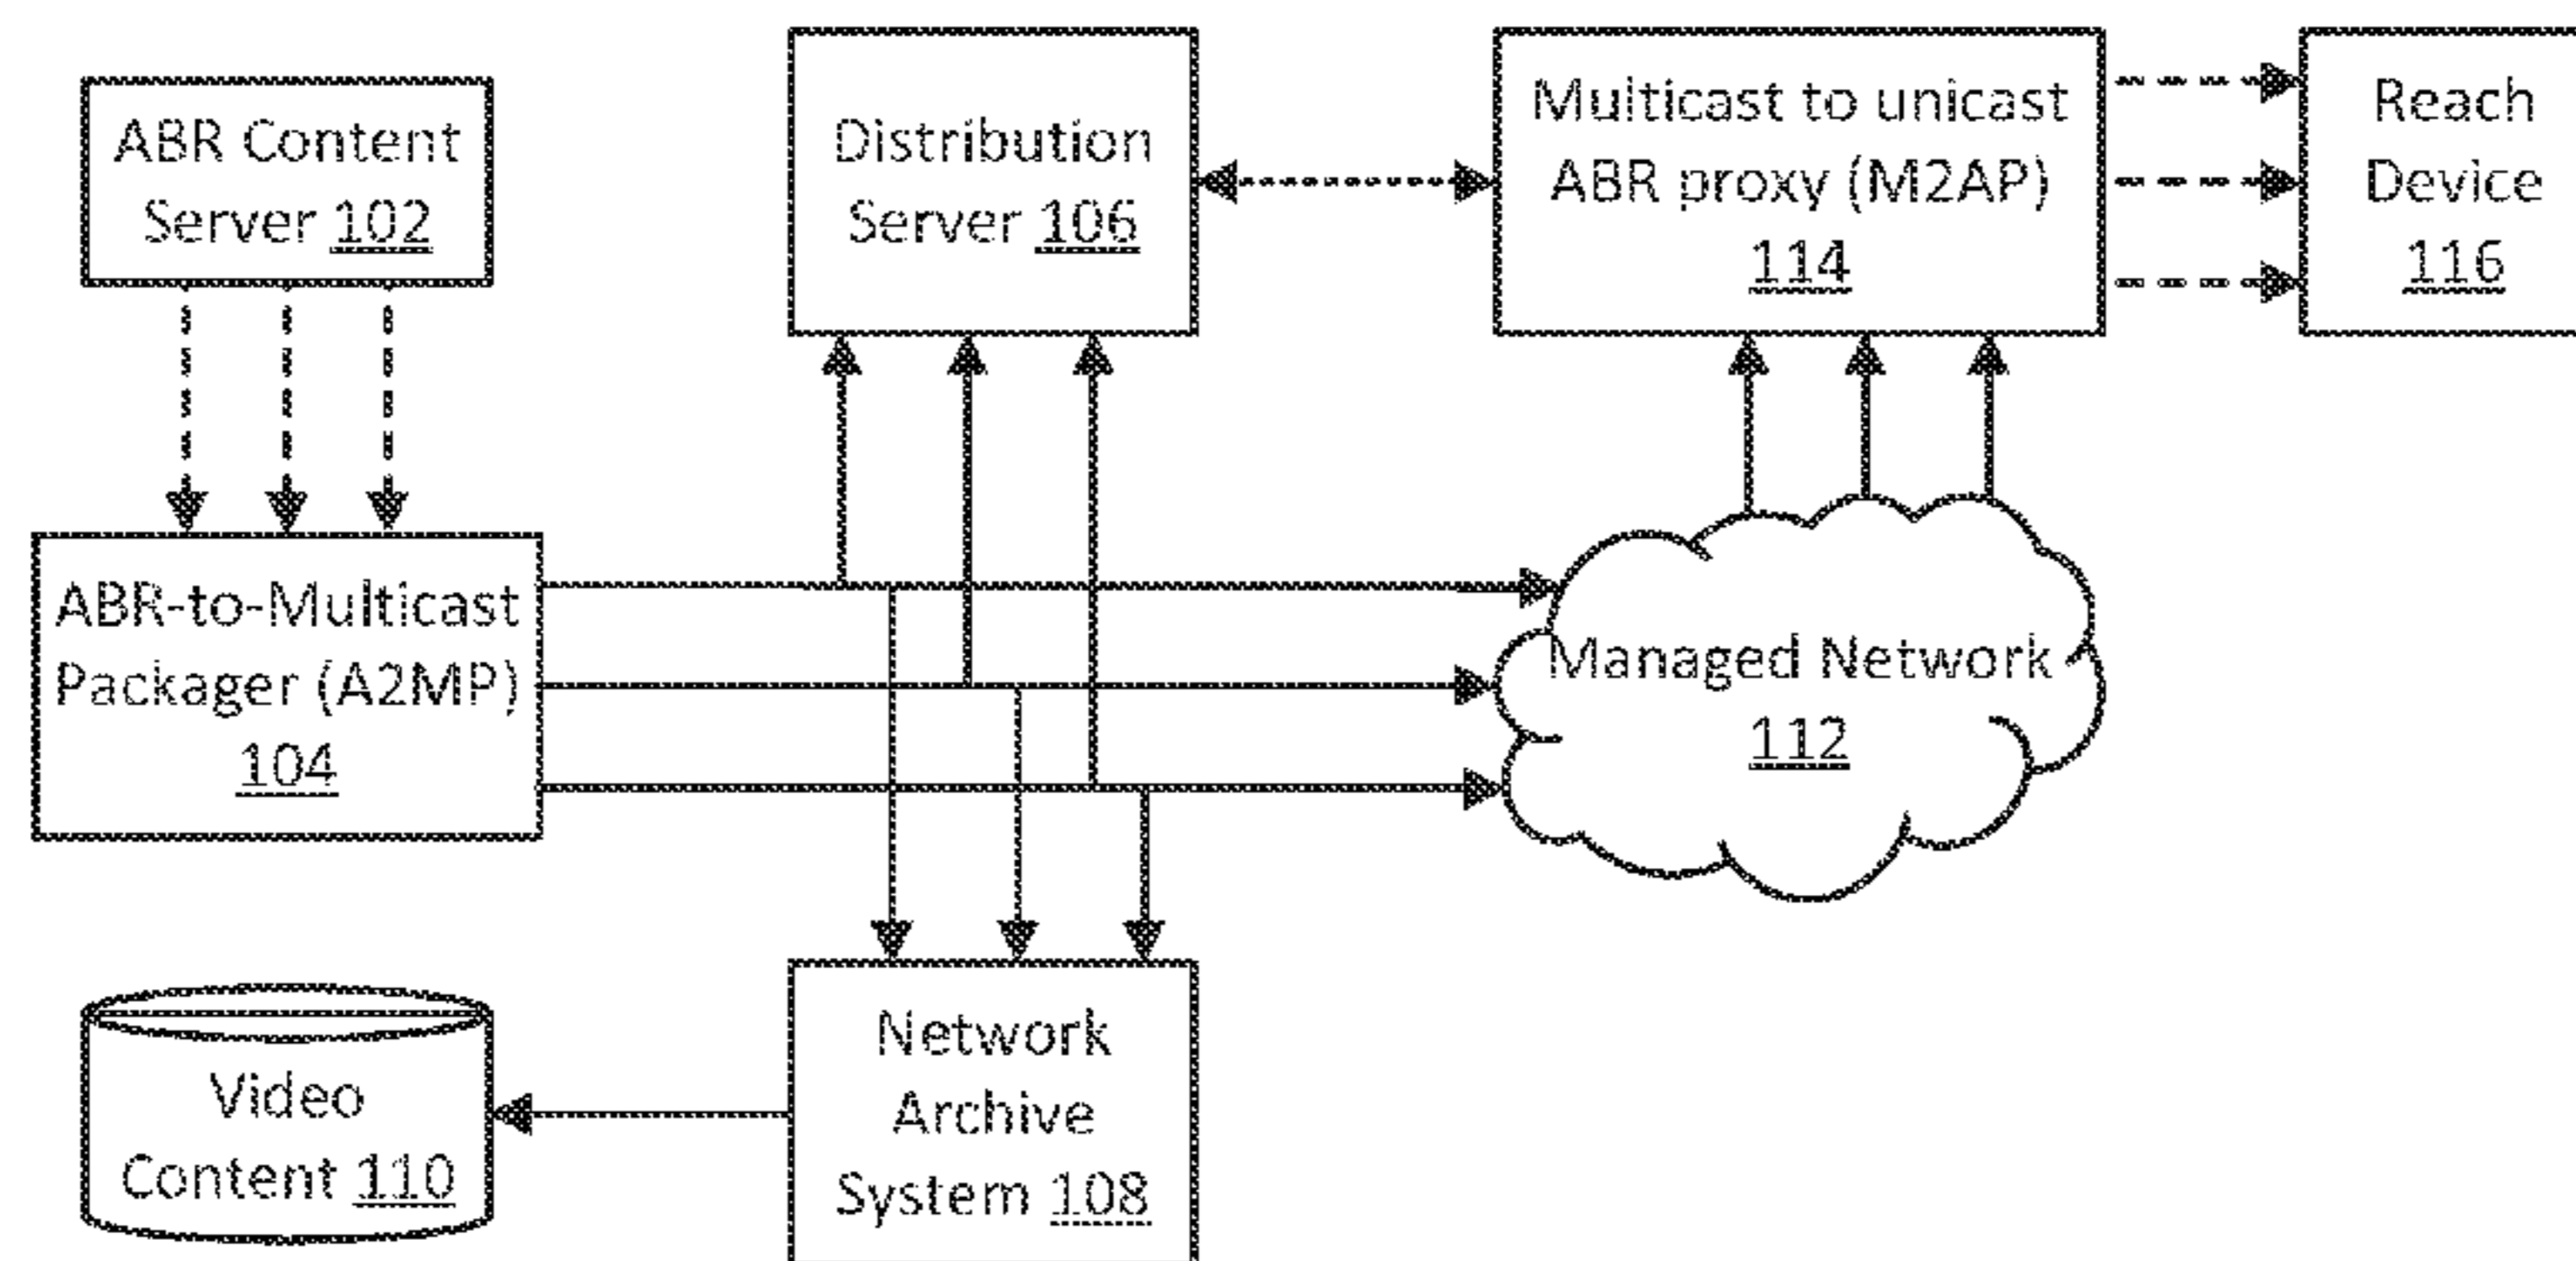 ABR Content
Server 102
Distribution
Server 106
Multicast to unicast
ABR proxy (M2AP)
114
Reach
Device
116
ABR-to-Multicast
Packager (A2MP)
104
Managed Network
112
Video
Content 110
Network
Archive
System 108